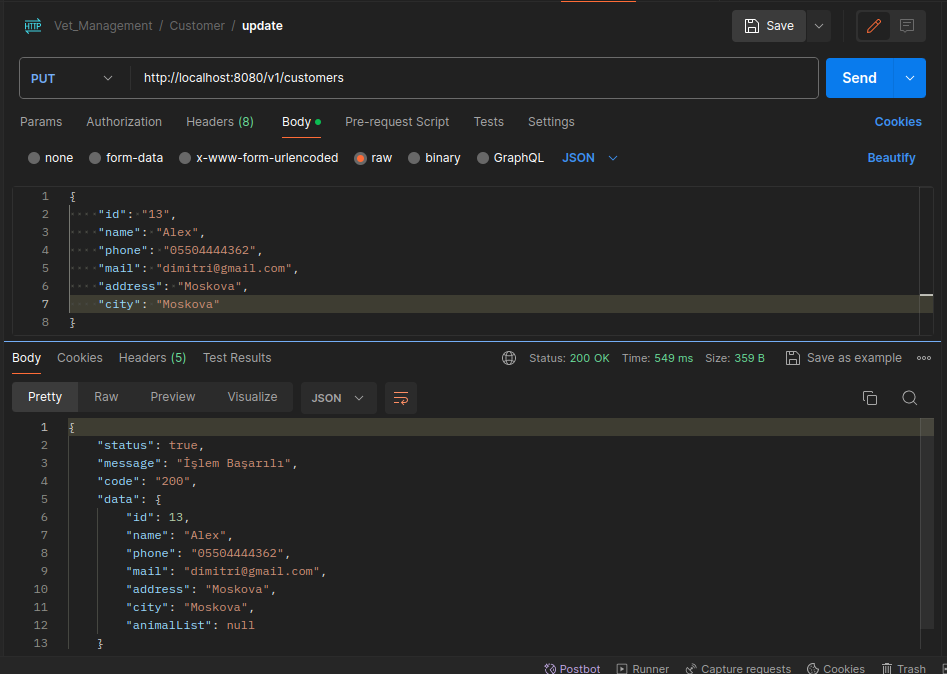 HTTP Vet_Management / Customer / update Save
PUT http://localhost:8080/v1/customers Send
Params Authorization Headers (8) Body Pre-request Script Tests Settings Cookies
none form-data x-www-form-urlencoded raw binary GraphQL JSON Beautify
1 {
2 "id": "13",
3 "name": "Alex",
4 "phone": "05504444362",
5 "mail": "dimitri@gmail.com",
6 "address": "Moskova",
7 "city": "Moskova"
8 }
Body Cookies Headers (5) Test Results Status: 200 OK Time: 549 ms Size: 359 B Save as example
Pretty Raw Preview Visualize JSON
1 {
2 "status": true,
3 "message": "İşlem Başarılı",
4 "code": "200",
5 "data": {
6 "id": 13,
7 "name": "Alex",
8 "phone": "05504444362",
9 "mail": "dimitri@gmail.com",
10 "address": "Moskova",
11 "city": "Moskova",
12 "animalList": null
13 }
Postbot Runner Capture requests Cookies Trash